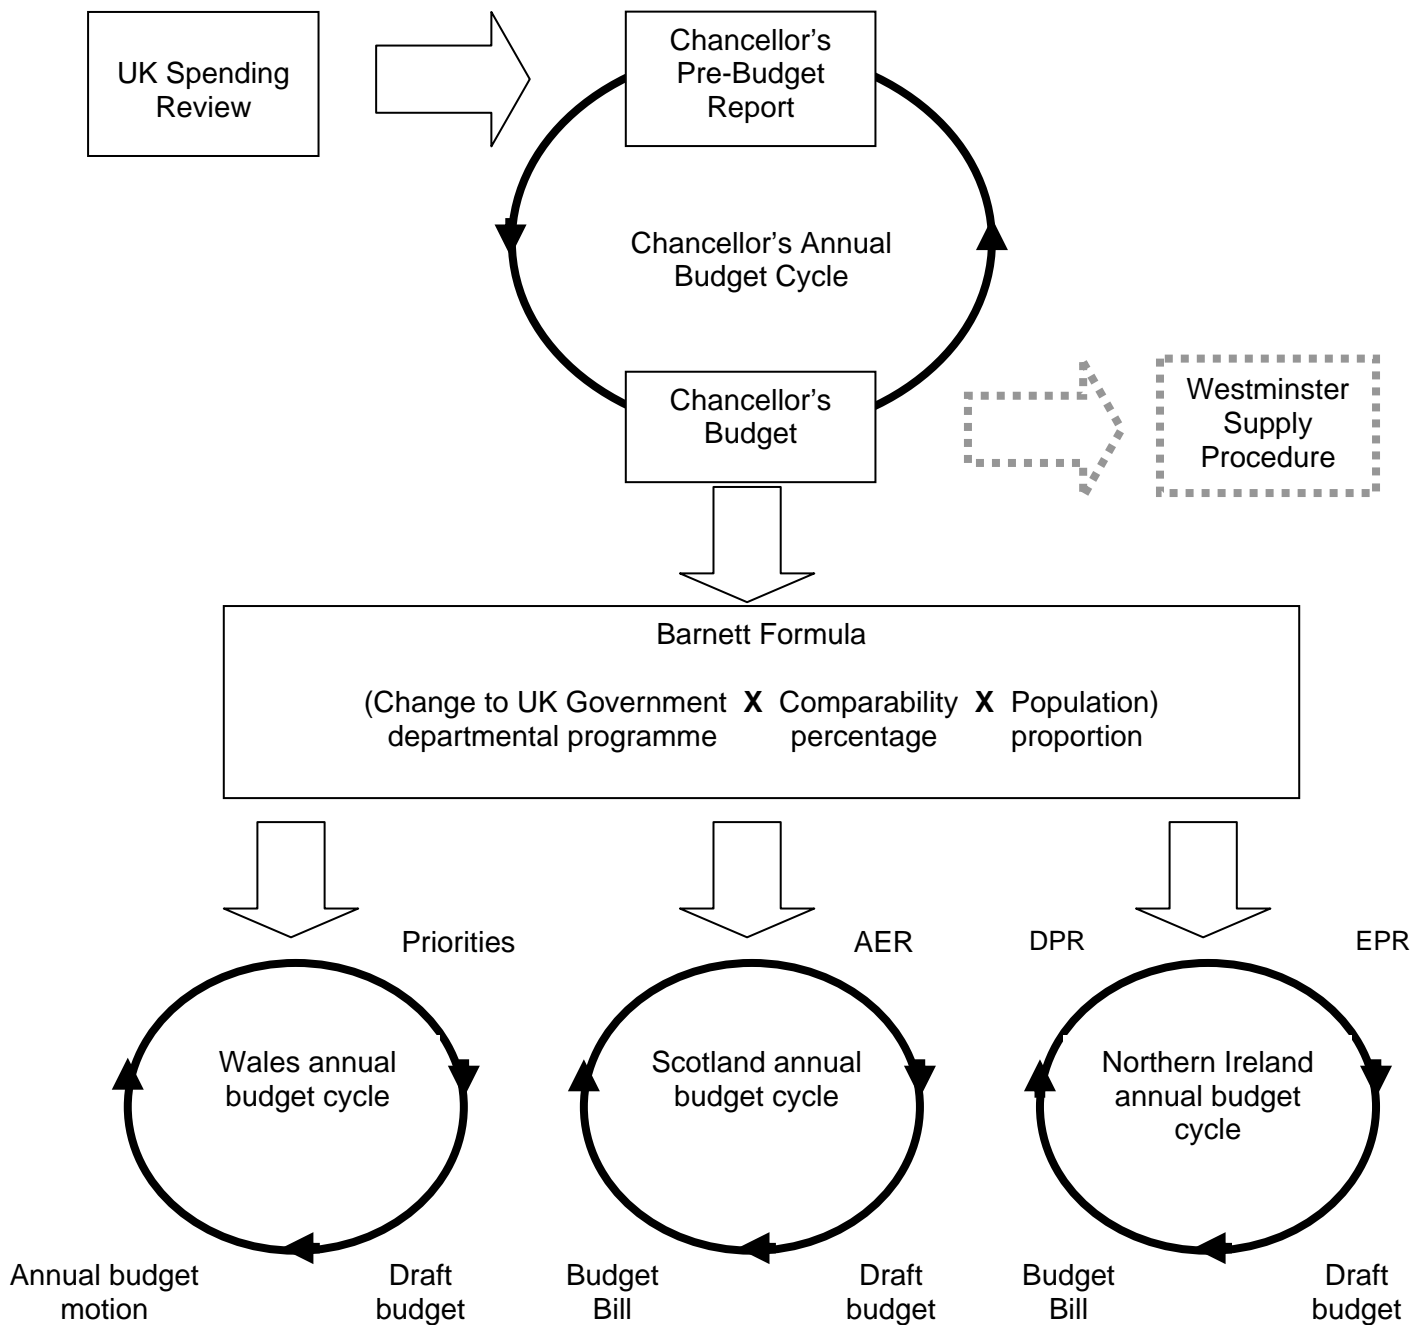 UK Spending
Review
Chancellor’s
Pre-Budget
Report
Chancellor’s Annual
Budget Cycle
Chancellor’s
Budget
Westminster
Supply
Procedure
Barnett Formula
(Change to UK Government X Comparability X Population)
departmental programme percentage proportion
Priorities
AER
DPR
EPR
Wales annual
budget cycle
Scotland annual
budget cycle
Northern Ireland
annual budget
cycle
Annual budget
motion
Draft
budget
Budget
Bill
Draft
budget
Budget
Bill
Draft
budget